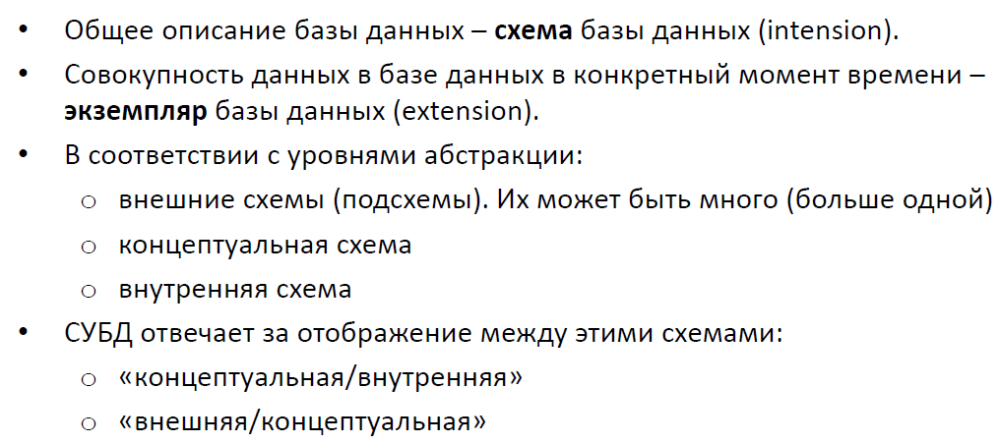 • Общее описание базы данных – схема базы данных (intension).
• Совокупность данных в базе данных в конкретный момент времени –
экземпляр базы данных (extension).
• В соответствии с уровнями абстракции:
o внешние схемы (подсхемы). Их может быть много (больше одной)
o концептуальная схема
o внутренняя схема
• СУБД отвечает за отображение между этими схемами:
o «концептуальная/внутренняя»
o «внешняя/концептуальная»